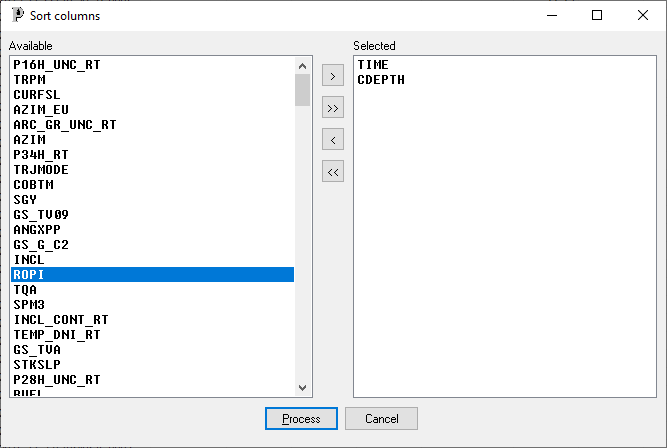 Sort columns
Available
P16H_UNC_RT
TRPM
CURFSL
AZIM_EU
ARC_GR_UNC_RT
AZIM
P34H_RT
TRJMODE
COBTM
SGY
GS_TV09
ANGXPP
GS_G_C2
INCL
ROPI
TQA
SPM3
INCL_CONT_RT
TEMP_DNI_RT
GS_TVA
STKSLP
P28H_UNC_RT
>
>>
<
<<
Selected
TIME
CDEPTH
Process
Cancel